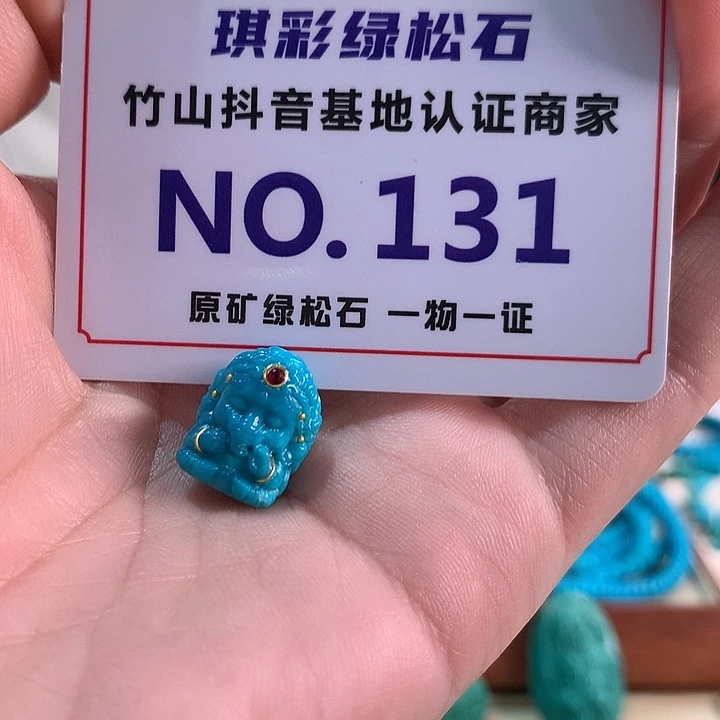 琪彩绿松石
竹山抖音基地认证商家
NO.131
原矿绿松石 一物一证